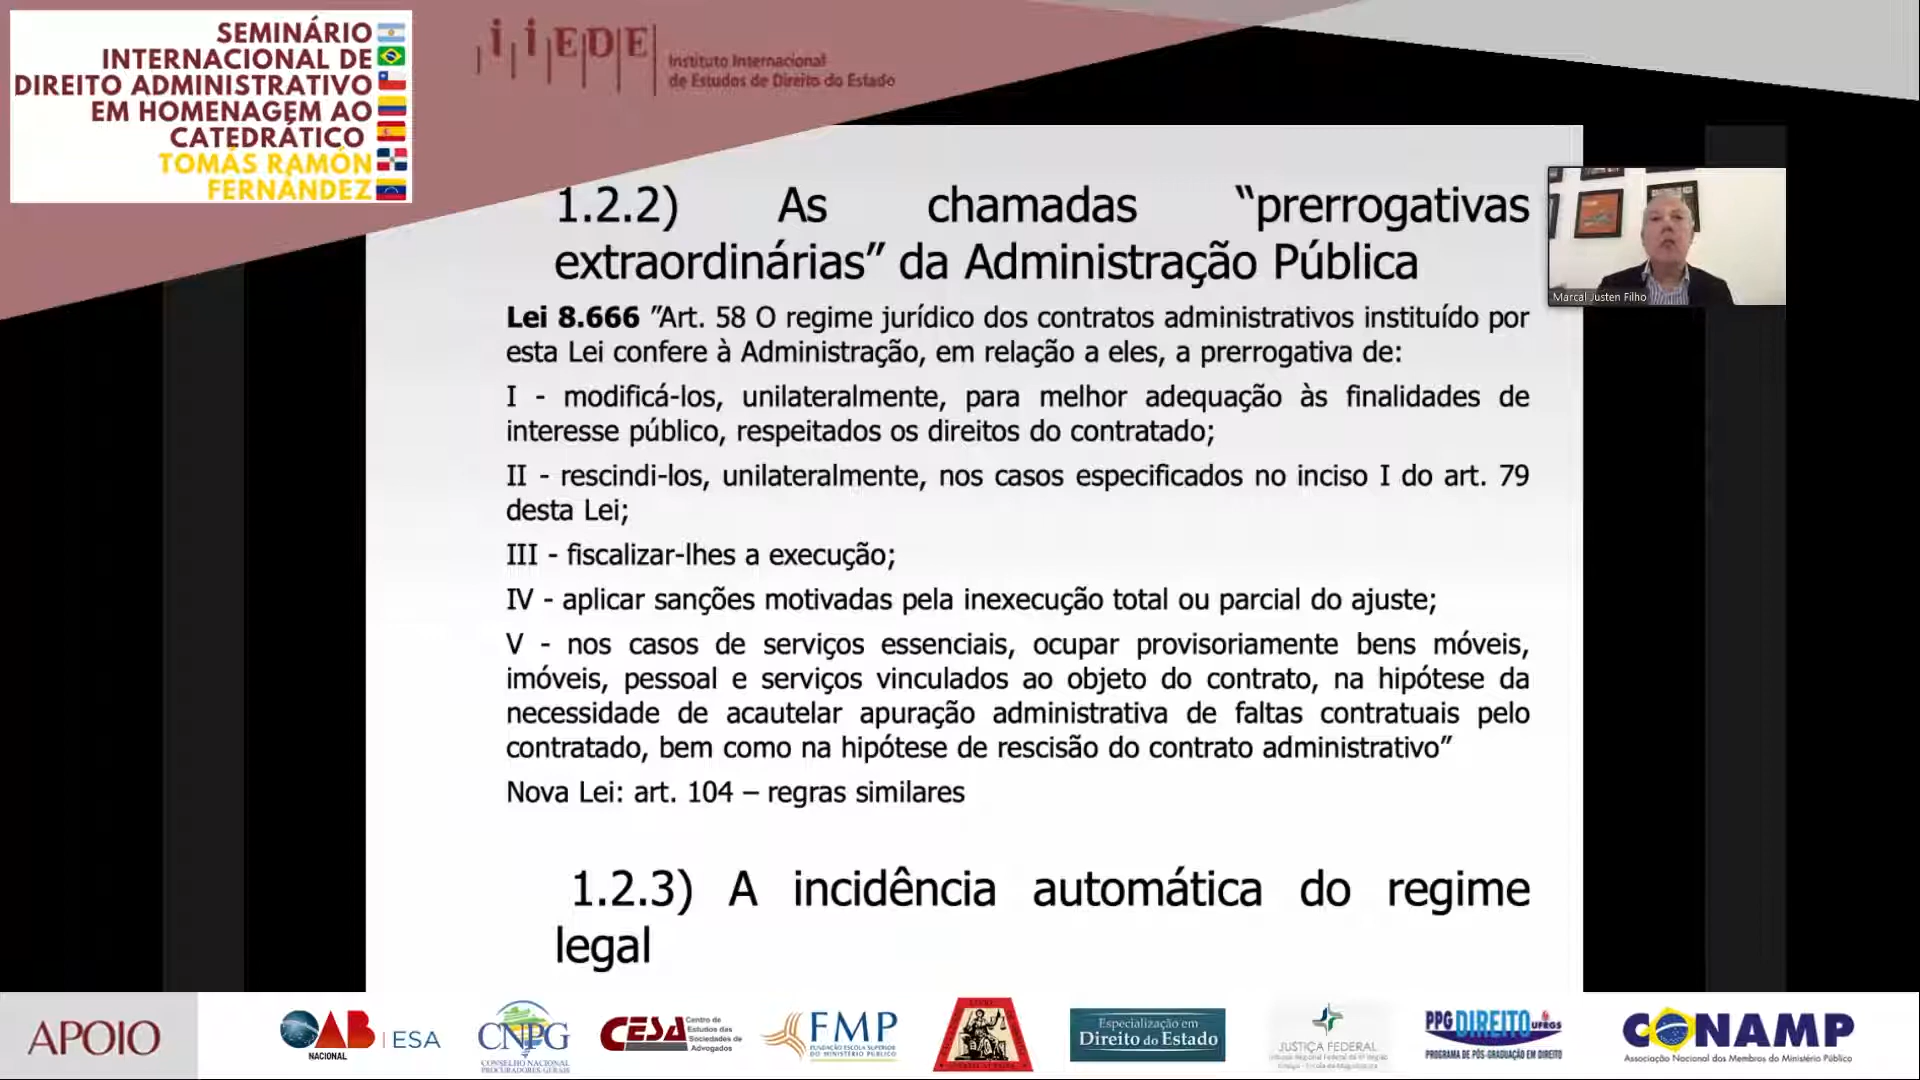 SEMINÁRIO
INTERNACIONAL DE
DIREITO ADMINISTRATIVO
EM HOMENAGEM AO
CATEDRÁTICO
TOMÁS RAMÓN
FERNÁNDEZ
IIEDE
Instituto Internacional
de Estudos de Direito do Estado
1.2.2) As chamadas “prerrogativas
extraordinárias” da Administração Pública
Lei 8.666 ”Art. 58 O regime jurídico dos contratos administrativos instituído por
esta Lei confere à Administração, em relação a eles, a prerrogativa de:
I - modificá-los, unilateralmente, para melhor adequação às finalidades de
interesse público, respeitados os direitos do contratado;
II - rescindi-los, unilateralmente, nos casos especificados no inciso I do art. 79
desta Lei;
III - fiscalizar-lhes a execução;
IV - aplicar sanções motivadas pela inexecução total ou parcial do ajuste;
V - nos casos de serviços essenciais, ocupar provisoriamente bens móveis,
imóveis, pessoal e serviços vinculados ao objeto do contrato, na hipótese da
necessidade de acautelar apuração administrativa de faltas contratuais pelo
contratado, bem como na hipótese de rescisão do contrato administrativo”
Nova Lei: art. 104 – regras similares
1.2.3) A incidência automática do regime
legal
Marcal Justen Filho
APOIO
OAB
NACIONAL
ESA
CNPG
CONSELHO NACIONAL
PROCURADORES-GERAIS
CESA
Centro de
Estudos das
Sociedades de
Advogados
FMP
FUNDAÇÃO ESCOLA SUPERIOR
DO MINISTÉRIO PÚBLICO
Especialização em
Direito do Estado
JUSTIÇA FEDERAL
PPG DIREITO UFRGS
PROGRAMA DE PÓS-GRADUAÇÃO EM DIREITO
CONAMP
Associação Nacional dos Membros do Ministério Público